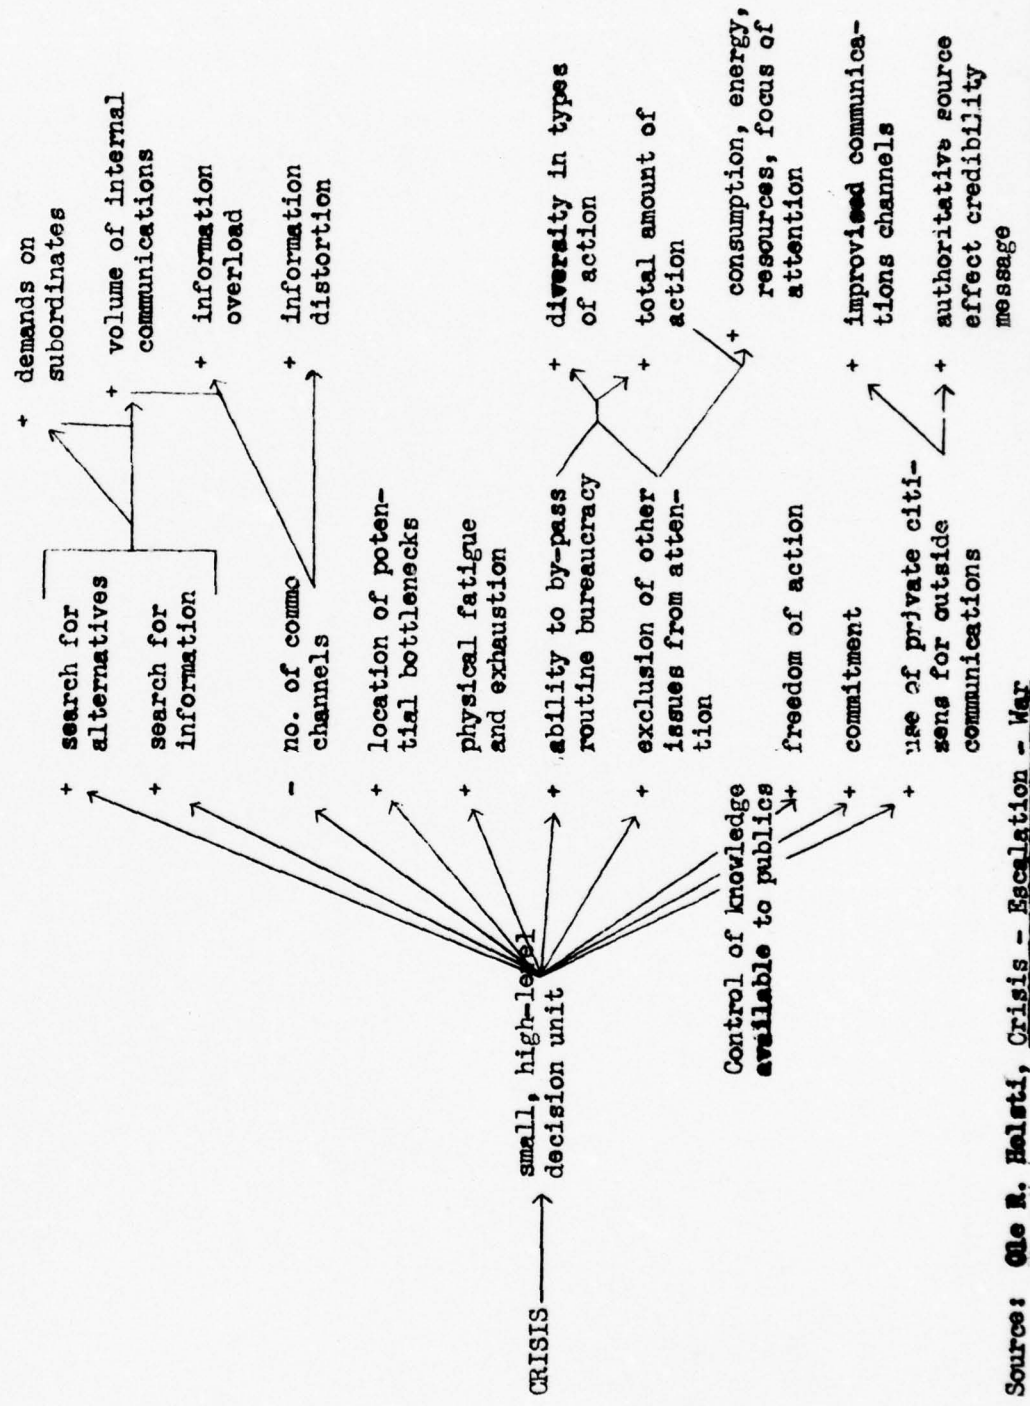 CRISIS
small, high-level
decision unit
Control of knowledge
available to publics
+ search for
alternatives
+ search for
information
- no. of commo
channels
+ location of poten-
tial bottlenecks
+ physical fatigue
and exhaustion
+ ability to by-pass
routine bureaucracy
+ exclusion of other
issues from atten-
tion
+ freedom of action
+ commitment
+ use of private citi-
zens for outside
communications
+ demands on
subordinates
+ volume of internal
communications
+ information
overload
+ information
distortion
+ diversity in types
of action
+ total amount of
action
+ consumption, energy,
resources, focus of
attention
+ improvised communica-
tions channels
+ authoritative source
effect credibility
message
Source: Ole R. Holsti, Crisis - Escalation - War